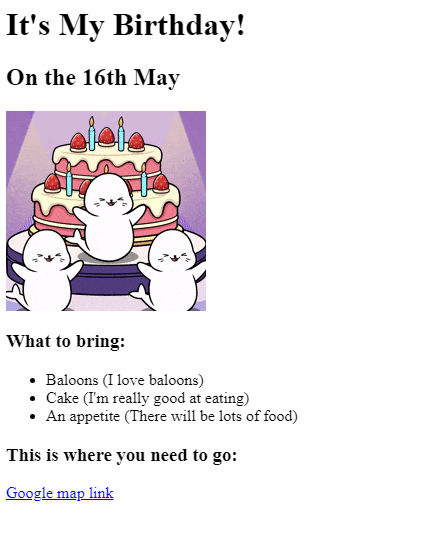 It's My Birthday!
On the 16th May
What to bring:
Baloons (I love baloons)
Cake (I'm really good at eating)
An appetite (There will be lots of food)
This is where you need to go:
Google map link